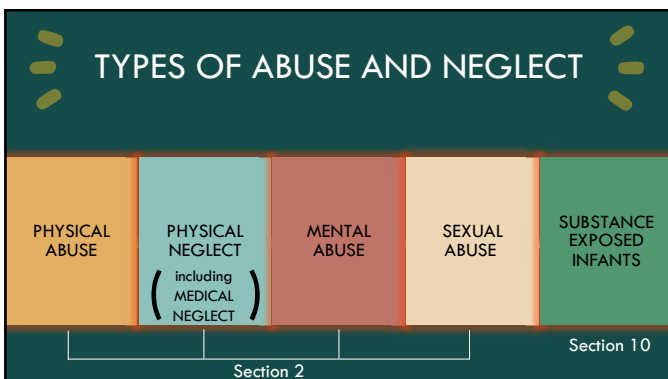 TYPES OF ABUSE AND NEGLECT
PHYSICAL
ABUSE
PHYSICAL
NEGLECT
( including
MEDICAL
NEGLECT )
MENTAL
ABUSE
SEXUAL
ABUSE
SUBSTANCE
EXPOSED
INFANTS
Section 2
Section 10